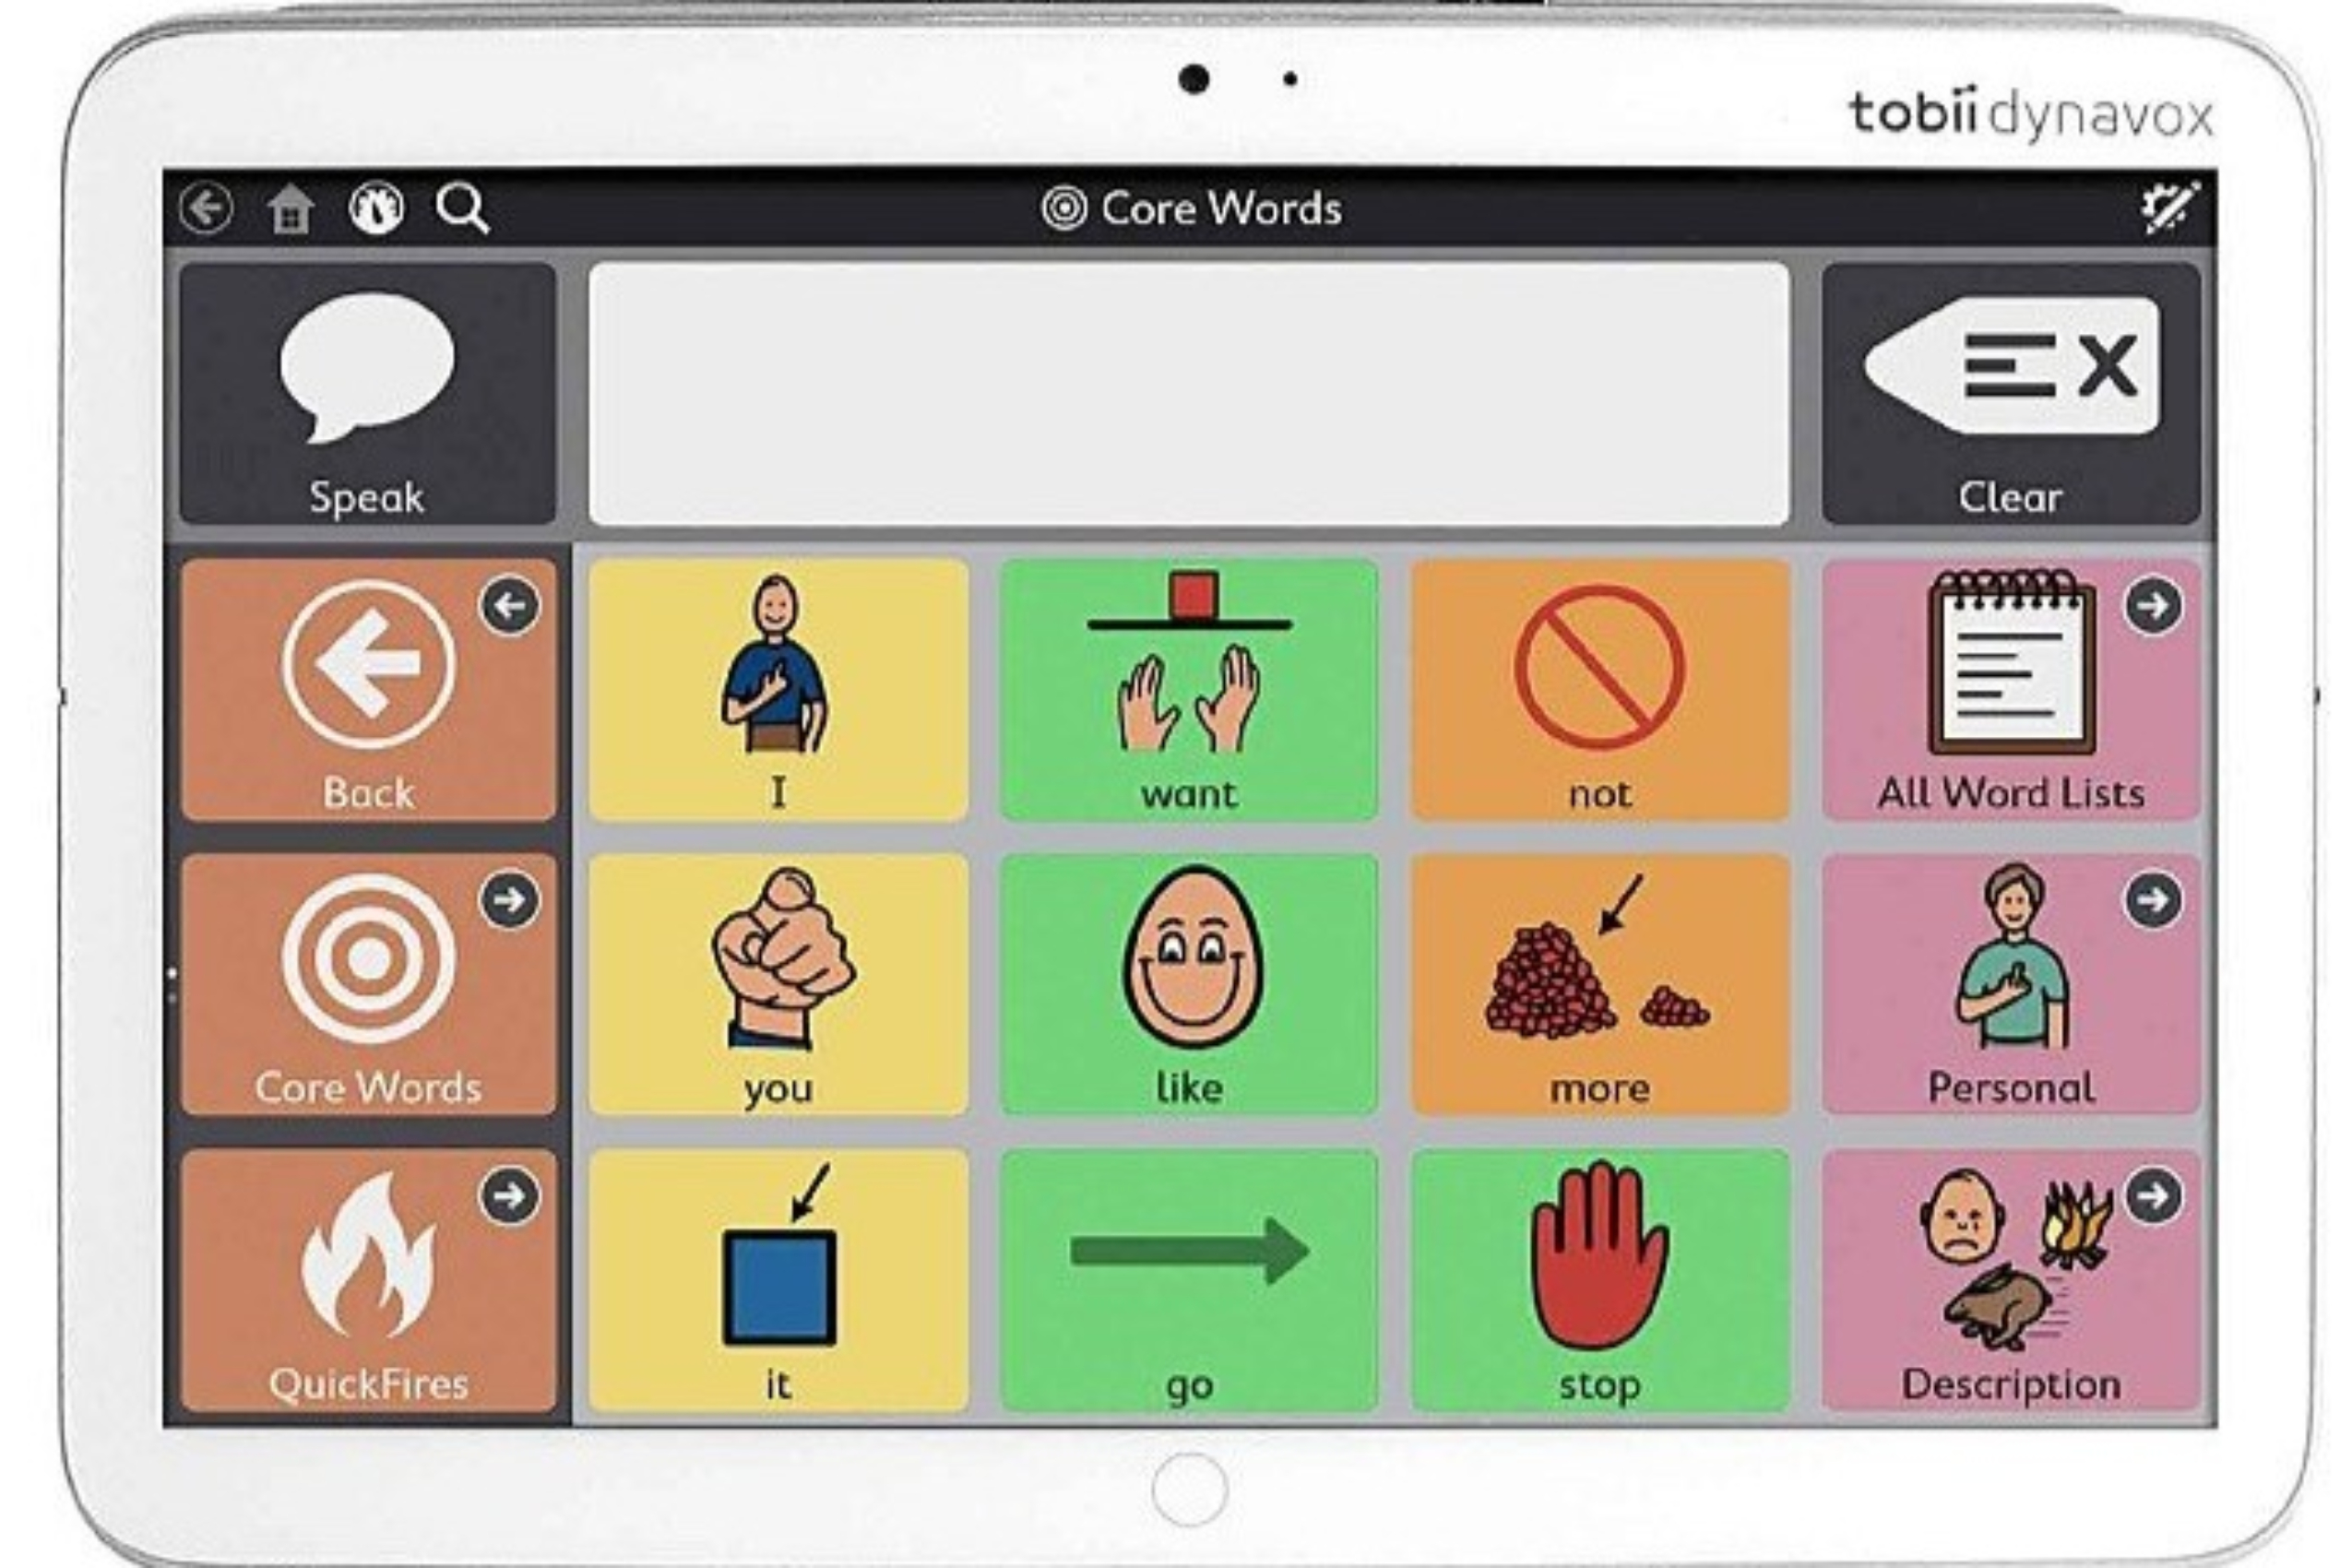 tobii dynavox
Core Words
Speak
Clear
Back
I
want
not
All Word Lists
Core Words
you
like
more
Personal
QuickFires
it
go
stop
Description